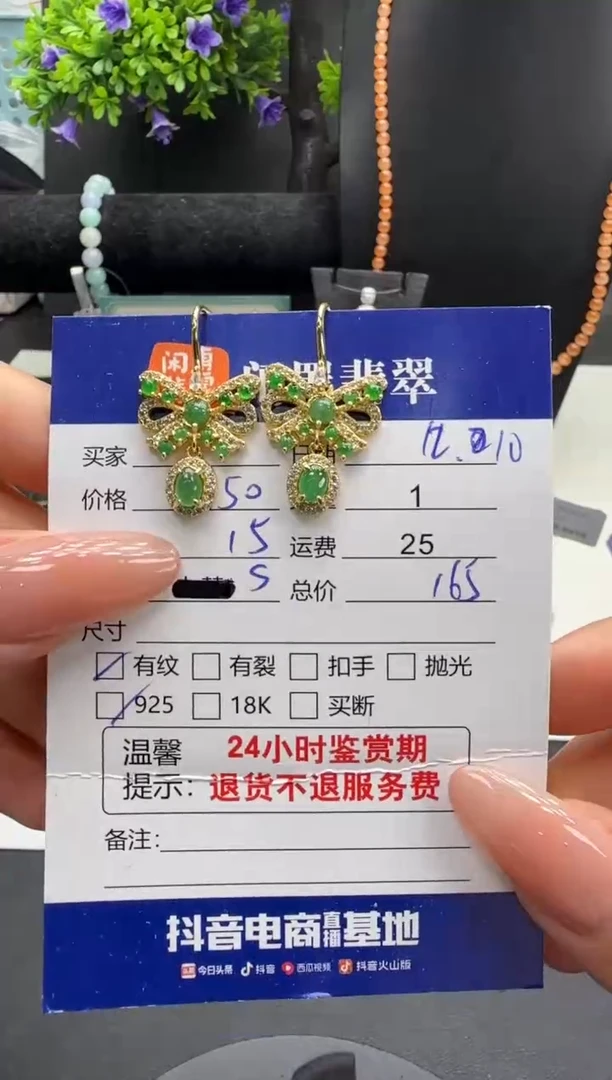 翡翠
买家 12.10
价格 50 1
15 运费 25
5 总价 165
尺寸
有纹 有裂 扣手 抛光
925 18K 买断
温馨 24小时鉴赏期
提示：退货不退服务费
备注：
抖音电商直播基地
今日头条 抖音 西瓜视频 抖音火山版